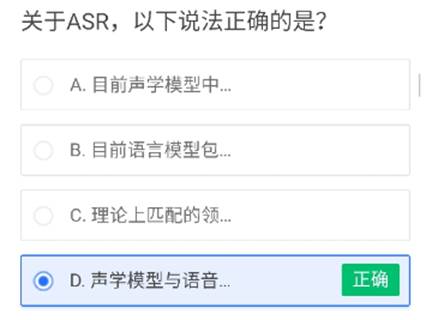 关于ASR，以下说法正确的是？
A. 目前声学模型中...
B. 目前语言模型包...
C. 理论上匹配的领...
D. 声学模型与语音... 正确